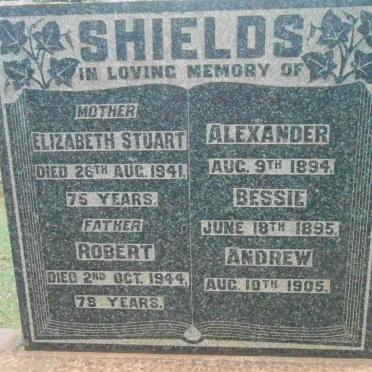 SHIELDS
IN LOVING MEMORY OF
MOTHER
ELIZABETH STUART
DIED 26TH AUG. 1941.
75 YEARS.
FATHER
ROBERT
DIED 2ND OCT. 1944.
78 YEARS.
ALEXANDER
AUG. 9TH 1894.
BESSIE
JUNE 18TH 1895.
ANDREW
AUG. 10TH 1905.